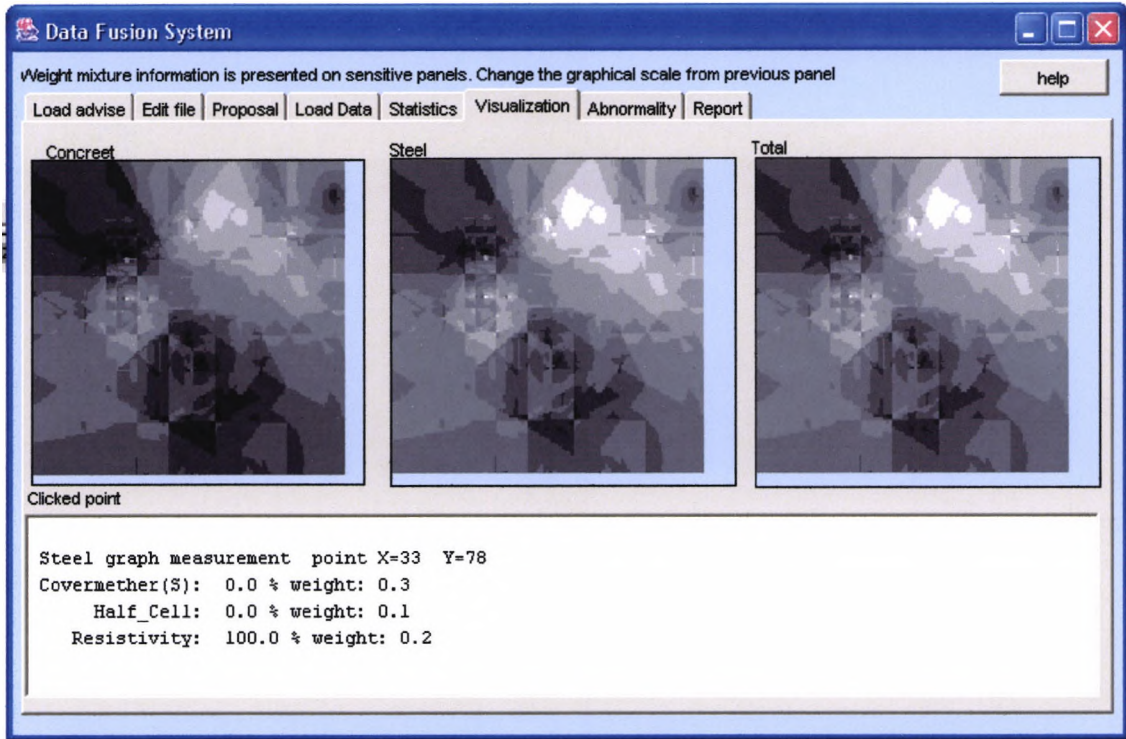 Data Fusion System
Weight mixture information is presented on sensitive panels. Change the graphical scale from previous panel
help
Load advise Edit file Proposal Load Data Statistics Visualization Abnormality Report
Concreet Steel Total
Clicked point
Steel graph measurement point X=33 Y=78
Covermether(S): 0.0 % weight: 0.3
Half_Cell: 0.0 % weight: 0.1
Resistivity: 100.0 % weight: 0.2